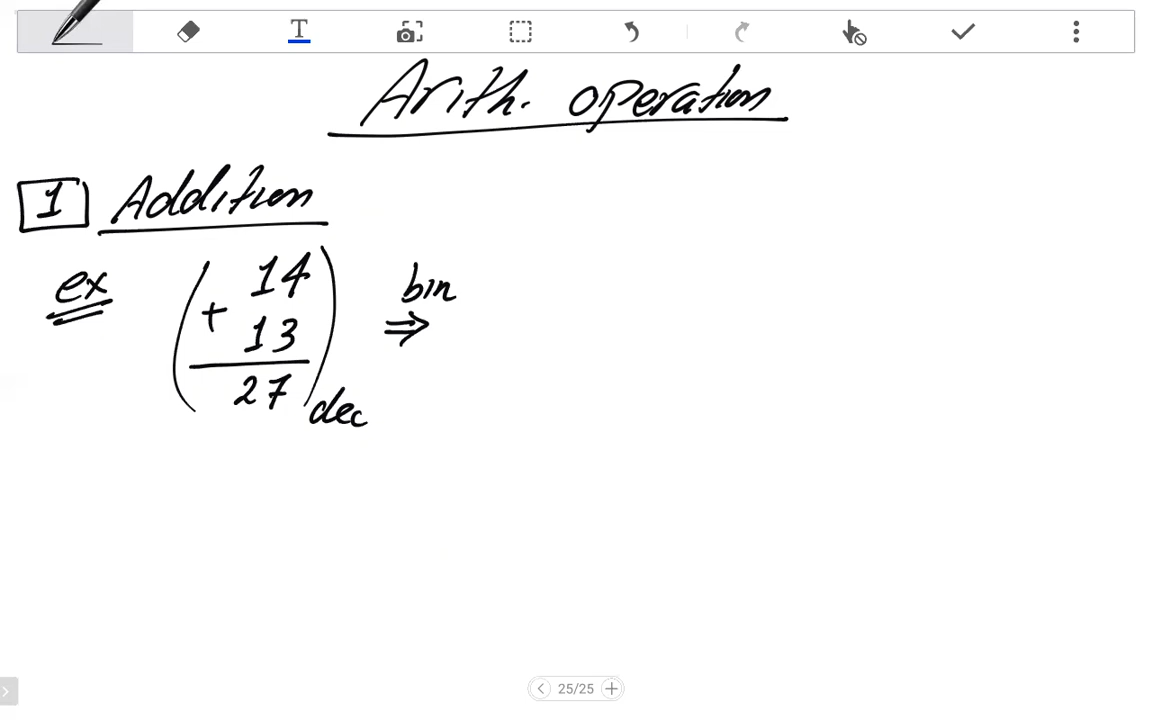 T
Arith. operation
1 Addition
ex
14
+
13
27
dec
bin
⇒
25/25